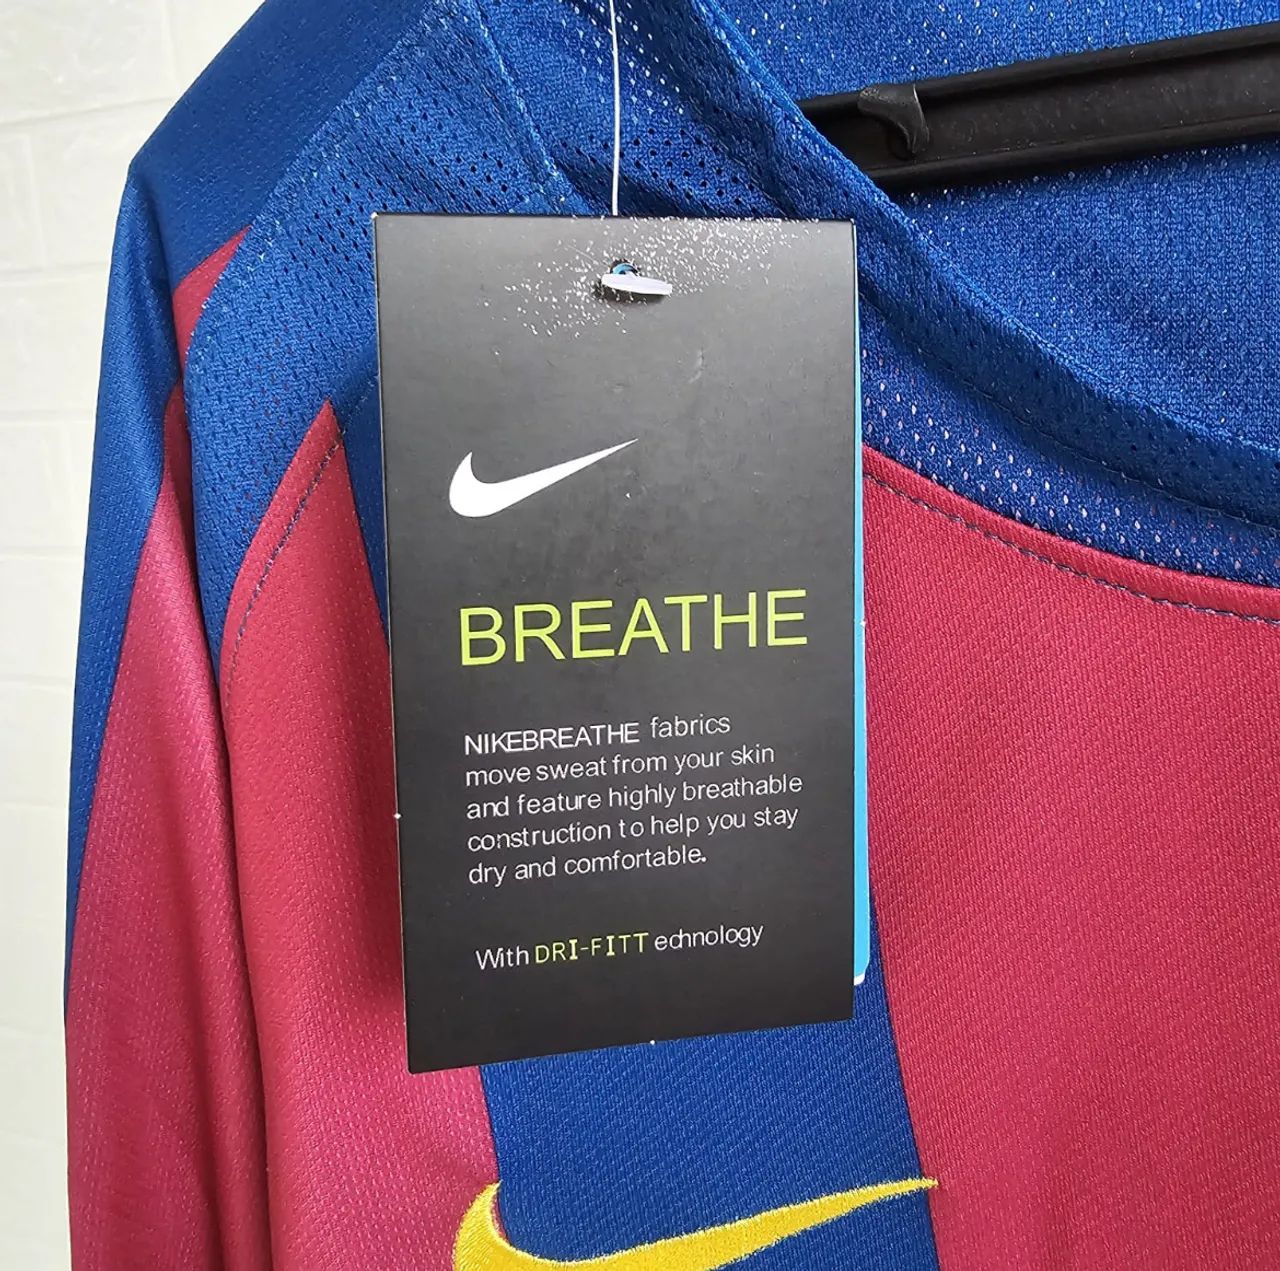 BREATHE
NIKEBREATHE fabrics
move sweat from your skin
and feature highly breathable
construction to help you stay
dry and comfortable.
With DRI-FITT echnology